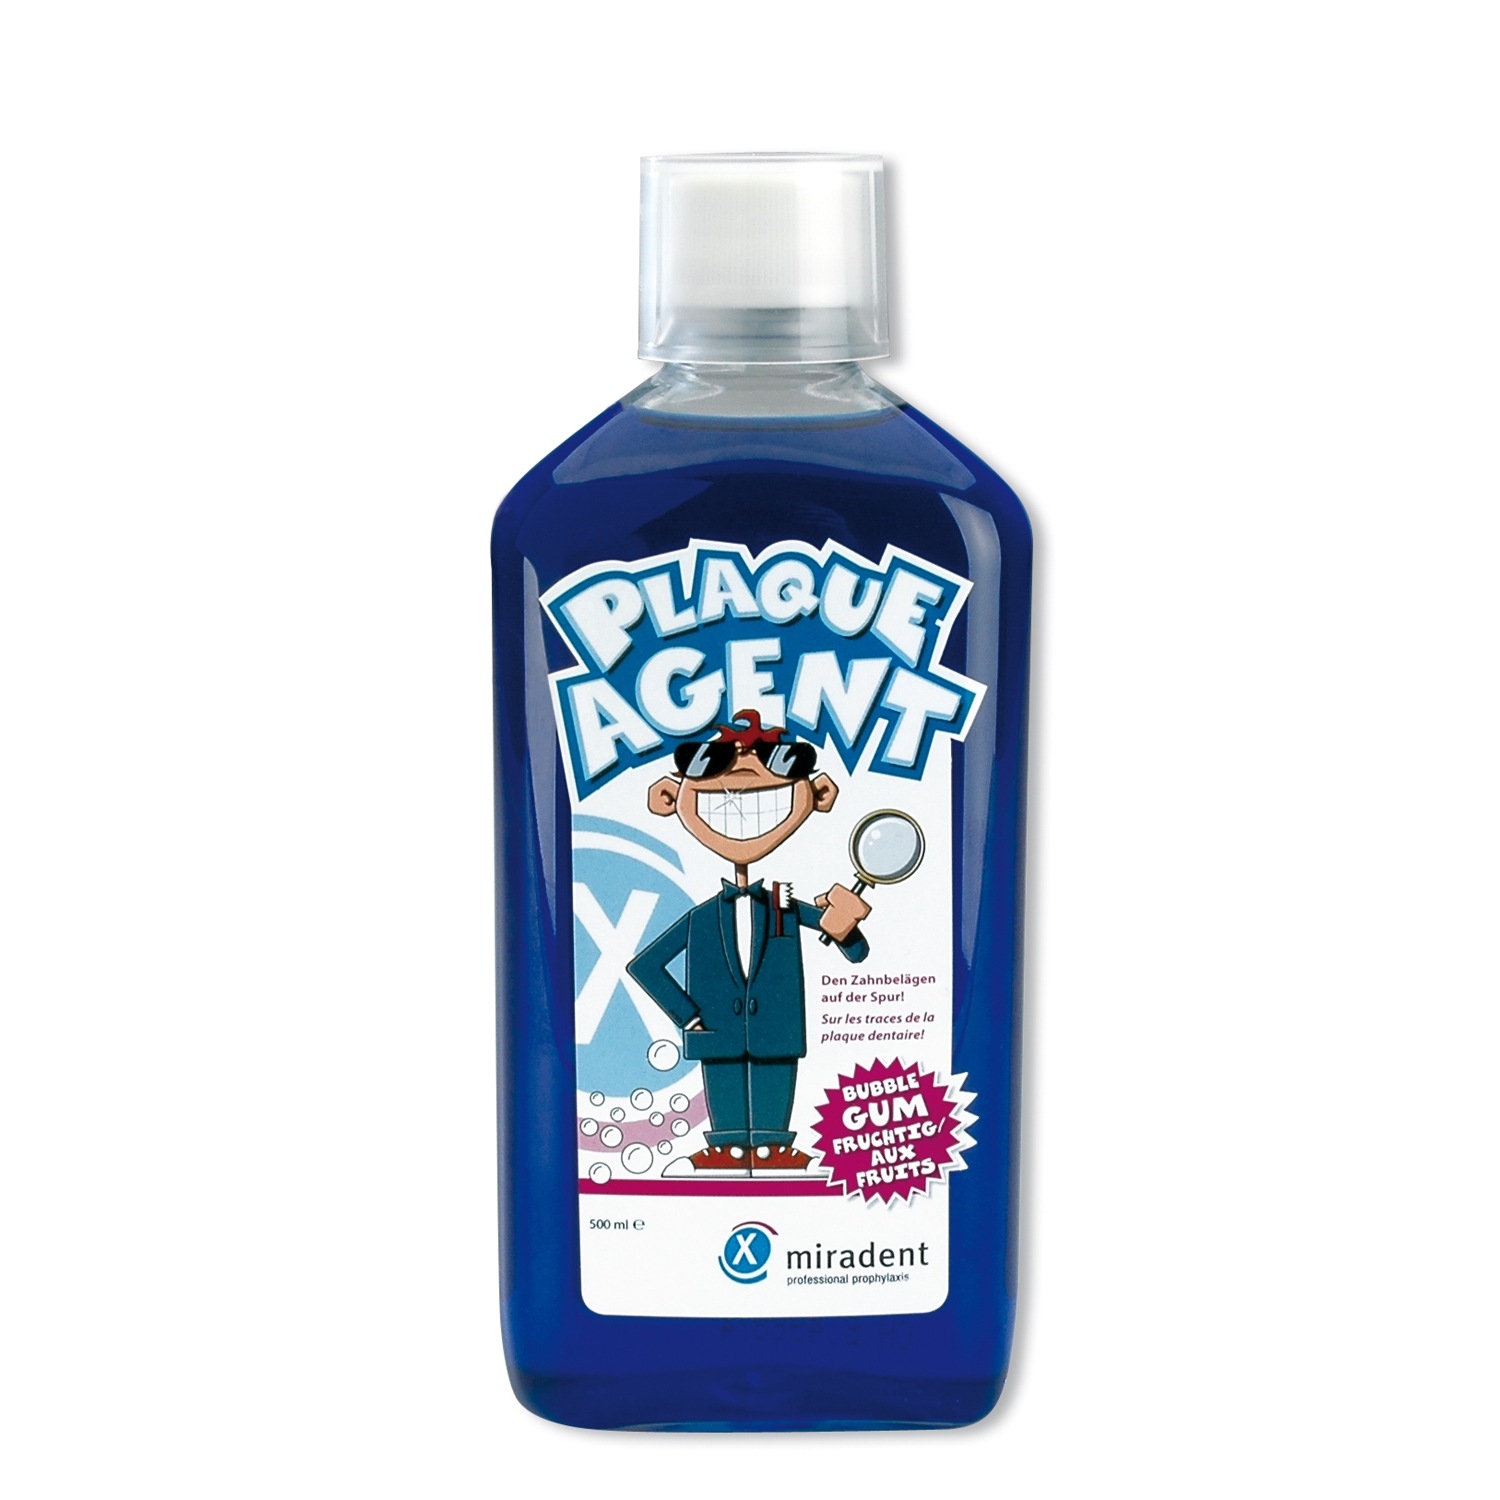 PLAQUE
AGENT
X
Den Zahnbelägen
auf der Spur!
Sur les traces de la
plaque dentaire!
BUBBLE
GUM
FRUCHTIG/
AUX
FRUITS
500 ml ℮
X miradent
professional prophylaxis